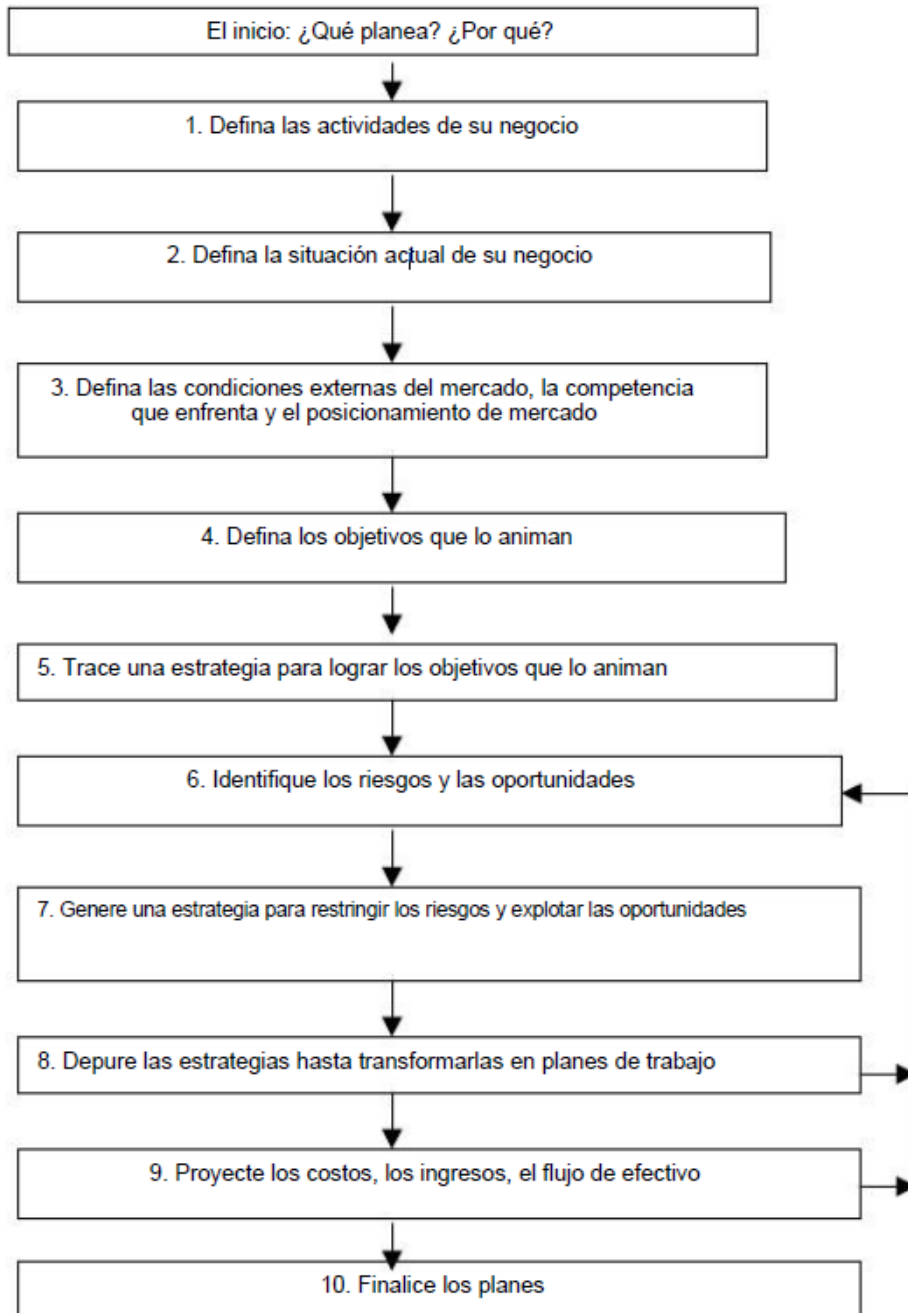 El inicio: ¿Qué planea? ¿Por qué?
1. Defina las actividades de su negocio
2. Defina la situación actual de su negocio
3. Defina las condiciones externas del mercado, la competencia
que enfrenta y el posicionamiento de mercado
4. Defina los objetivos que lo animan
5. Trace una estrategia para lograr los objetivos que lo animan
6. Identifique los riesgos y las oportunidades
7. Genere una estrategia para restringir los riesgos y explotar las oportunidades
8. Depure las estrategias hasta transformarlas en planes de trabajo
9. Proyecte los costos, los ingresos, el flujo de efectivo
10. Finalice los planes